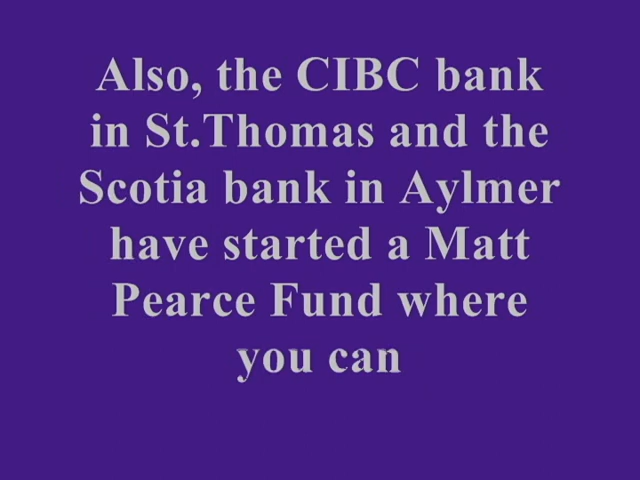 Also, the CIBC bank
in St.Thomas and the
Scotia bank in Aylmer
have started a Matt
Pearce Fund where
you can